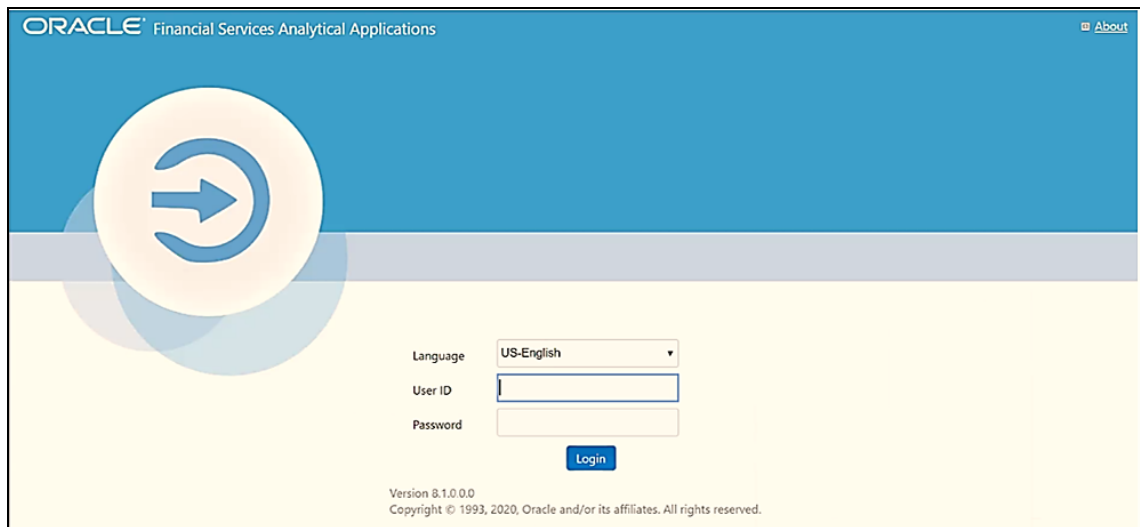 ORACLE® Financial Services Analytical Applications
About
Language US-English
User ID
Password
Login
Version 8.1.0.0.0
Copyright © 1993, 2020, Oracle and/or its affiliates. All rights reserved.